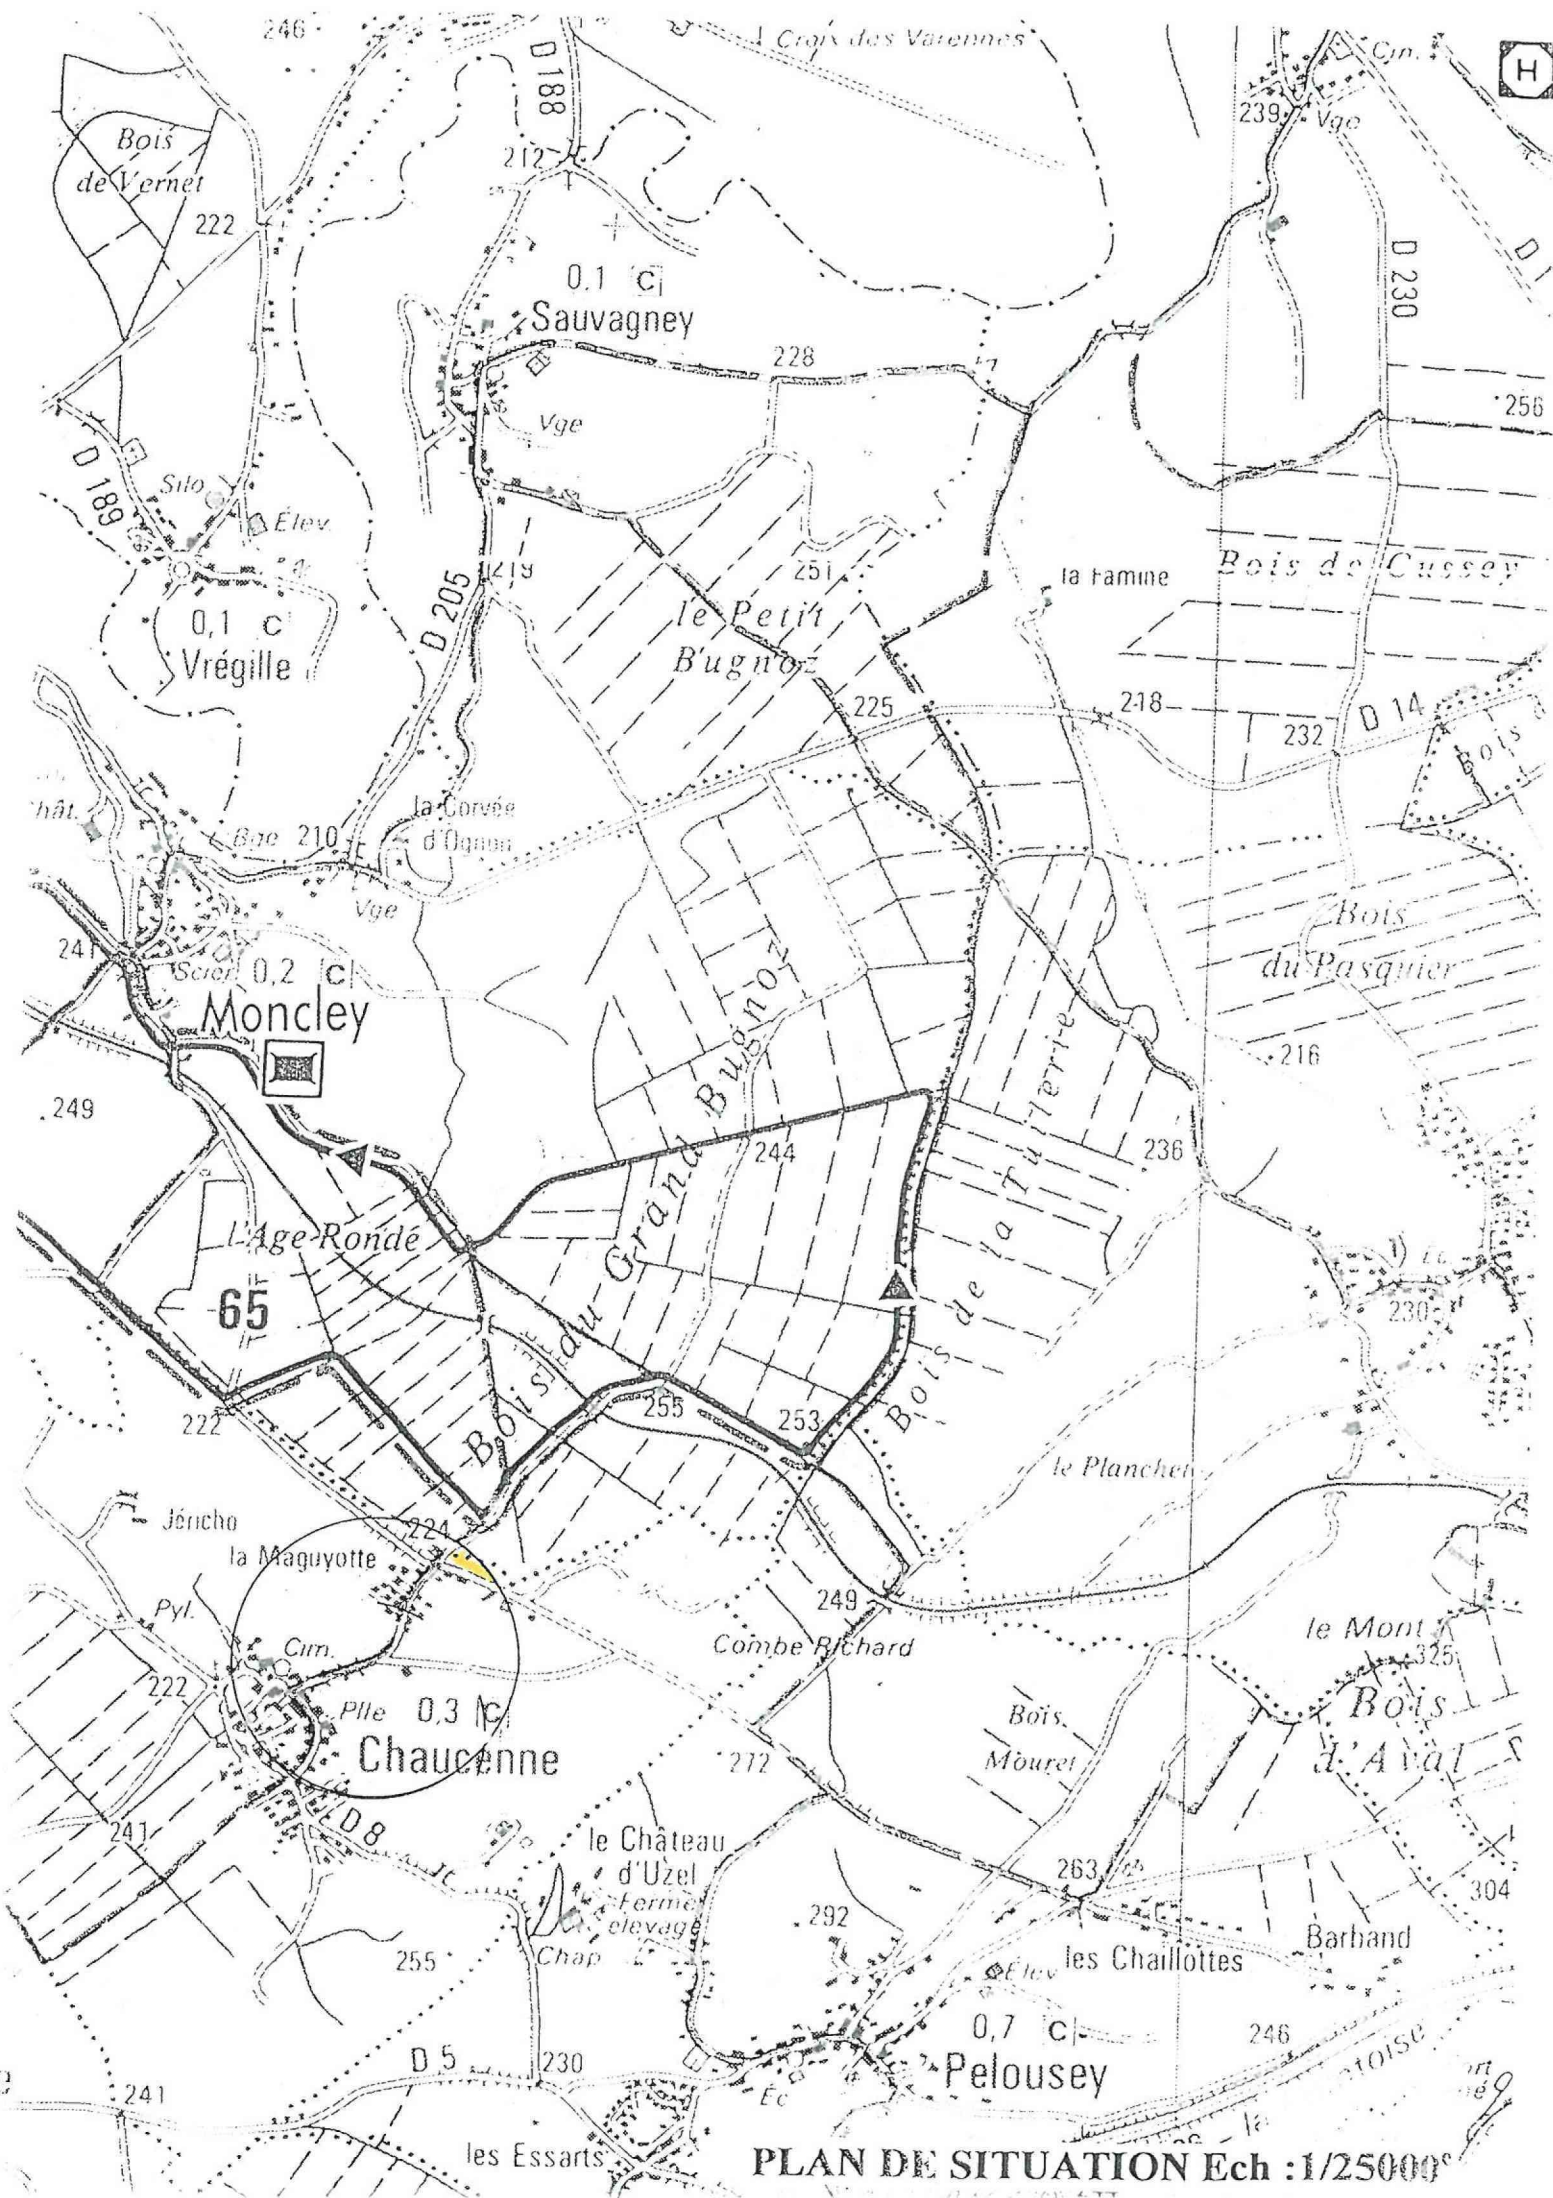 246
Croix des Varennes
Cim.
H
D 188
239
Vge
Bois
de Vernet
212
222
D 230
0,1 C
Sauvagney
228
256
Vge
D 189
Silo
Élev.
219
251
la Famine
Bois de Cussey
0,1 C
Vrégille
D 205
le Petit
Bugnoz
225
218
232
D 14
la Corvée
d'Ognon
210
Vge
241
Scier.
0,2 C
Moncley
Bois
du Pasquier
216
249
244
236
l'Age Ronde
65
Bois du Grand Bugnoz
Bois de la Tuilerie
230
222
255
253
le Planchet
Jéricho
224
la Maguyotte
249
Combe Richard
le Mont
325
Pyl.
Cim.
222
Plle
0,3 C
Chaucenne
272
Bois
Mouret
Bois
d'Aval
241
D 8
le Château
d'Uzel
Ferme
élevage
Chap
263
304
292
Barband
255
Élev
les Chaillottes
0,7 C
Pelousey
246
D 5
230
241
Éc
les Essarts
PLAN DE SITUATION Ech :1/25000°